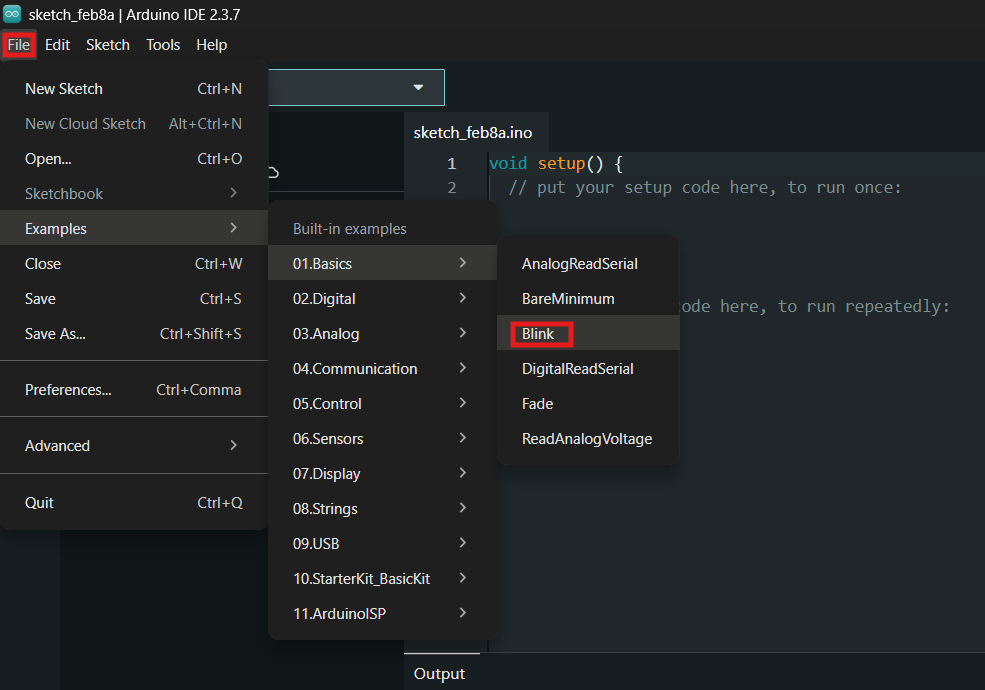 sketch_feb8a | Arduino IDE 2.3.7
File Edit Sketch Tools Help
New Sketch Ctrl+N
New Cloud Sketch Alt+Ctrl+N
Open... Ctrl+O
Sketchbook
Examples
Close Ctrl+W
Save Ctrl+S
Save As... Ctrl+Shift+S
Preferences... Ctrl+Comma
Advanced
Quit Ctrl+Q
Built-in examples
01.Basics
02.Digital
03.Analog
04.Communication
05.Control
06.Sensors
07.Display
08.Strings
09.USB
10.StarterKit_BasicKit
11.ArduinoISP
AnalogReadSerial
BareMinimum
Blink
DigitalReadSerial
Fade
ReadAnalogVoltage
sketch_feb8a.ino
1 void setup() {
2 // put your setup code here, to run once:
code here, to run repeatedly:
Output